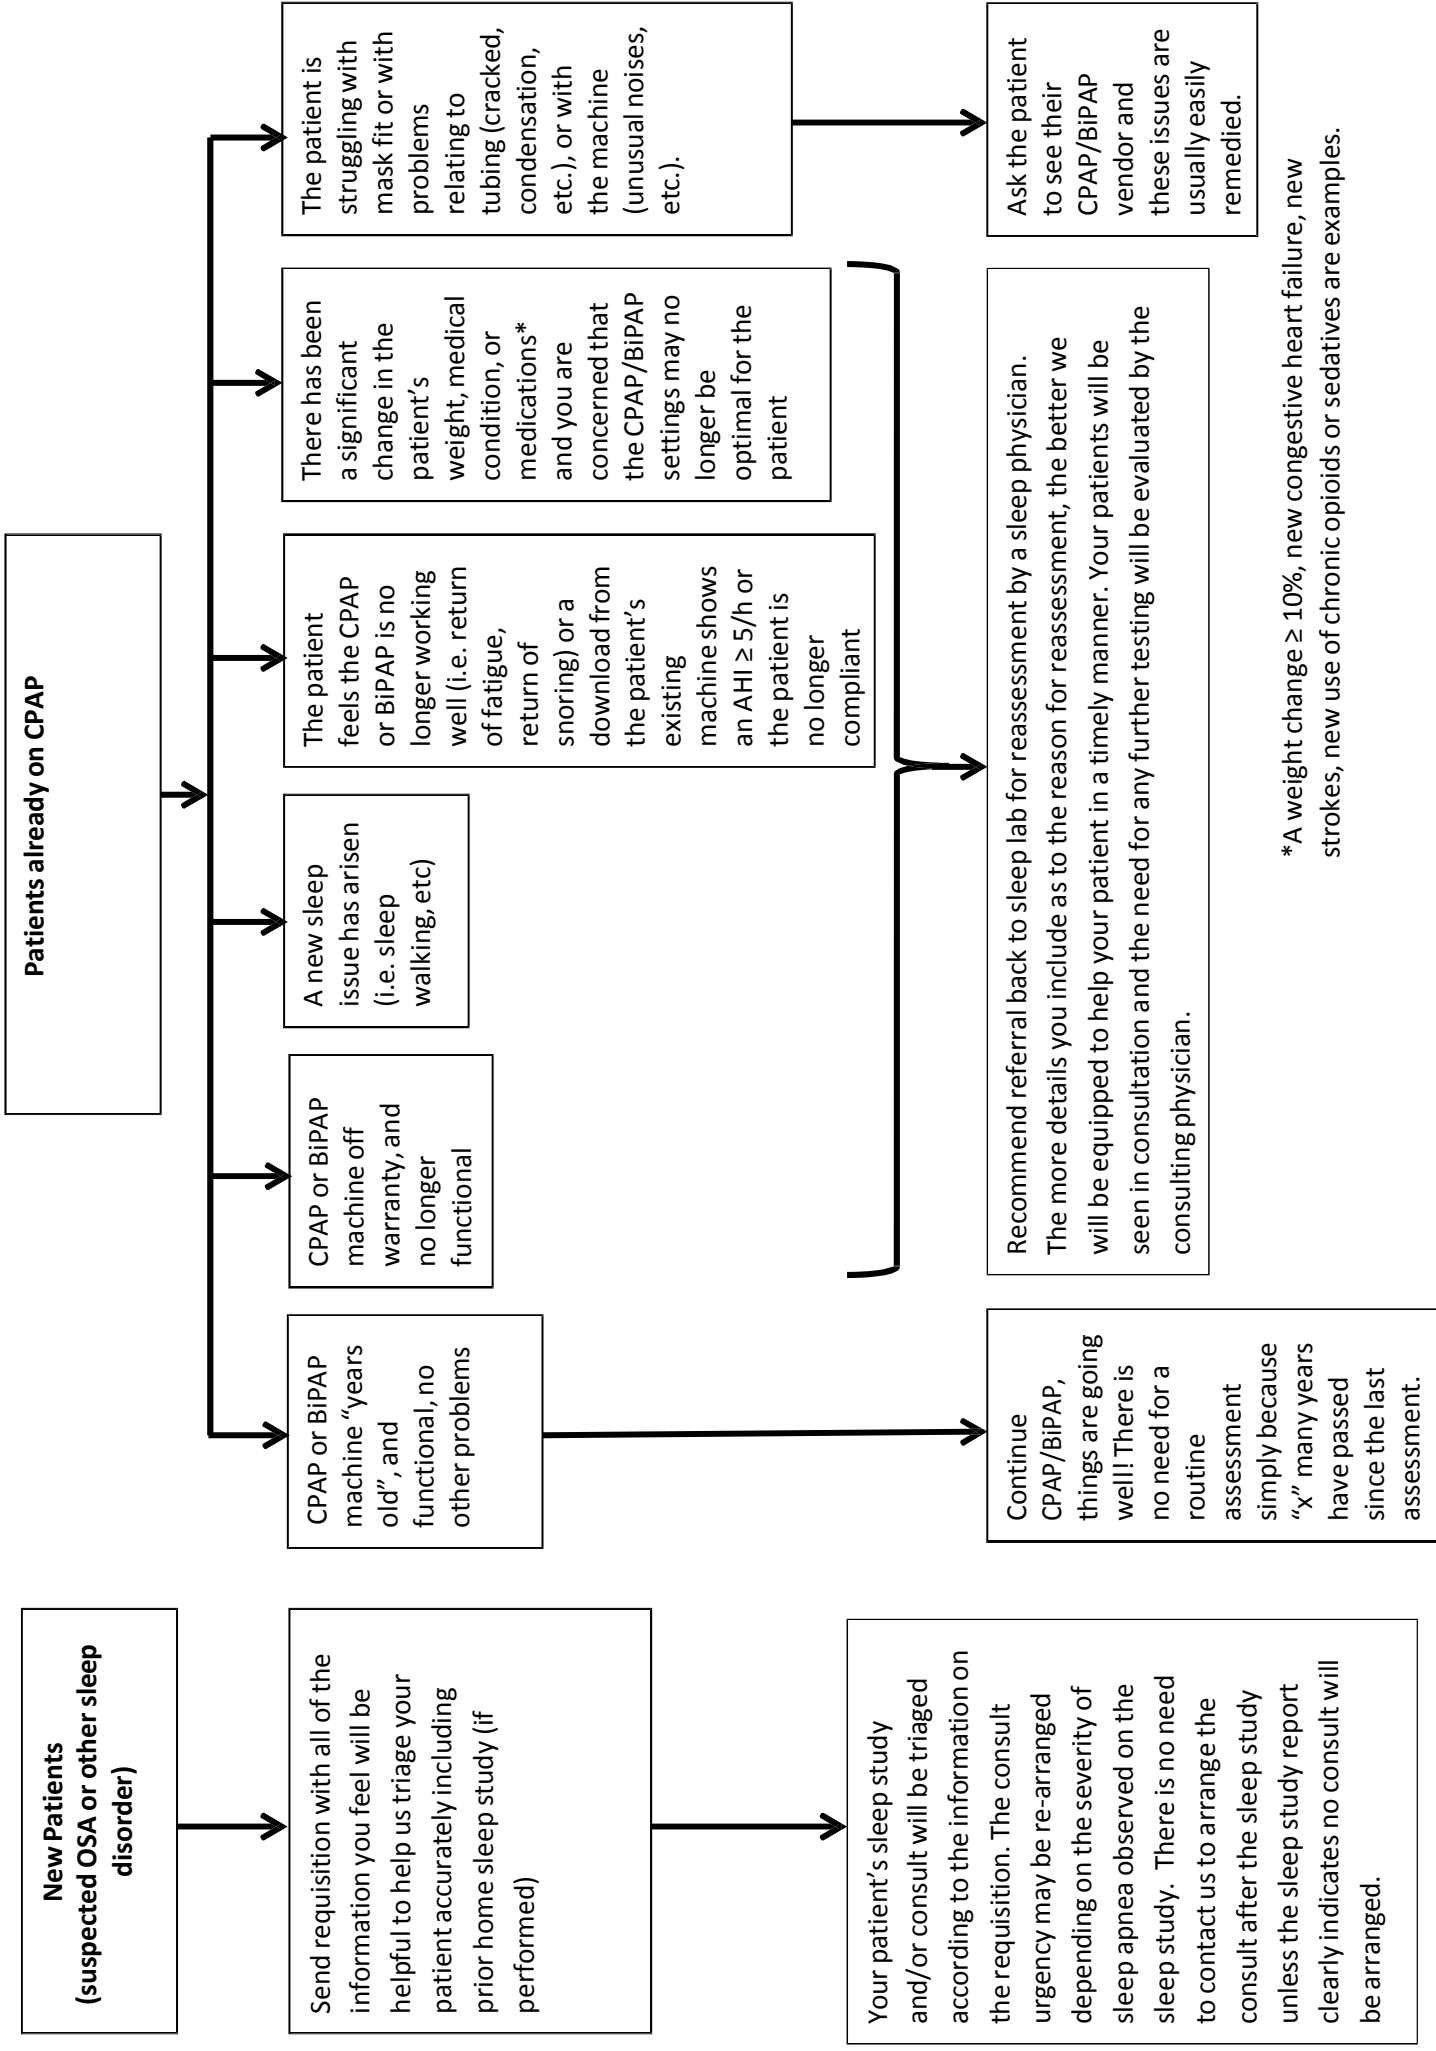 New Patients
(suspected OSA or other sleep
disorder)
Send requisition with all of the
information you feel will be
helpful to help us triage your
patient accurately including
prior home sleep study (if
performed)
Your patient’s sleep study
and/or consult will be triaged
according to the information on
the requisition. The consult
urgency may be re-arranged
depending on the severity of
sleep apnea observed on the
sleep study. There is no need
to contact us to arrange the
consult after the sleep study
unless the sleep study report
clearly indicates no consult will
be arranged.
Patients already on CPAP
CPAP or BiPAP
machine “years
old”, and
functional, no
other problems
CPAP or BiPAP
machine off
warranty, and
no longer
functional
A new sleep
issue has arisen
(i.e. sleep
walking, etc)
The patient
feels the CPAP
or BiPAP is no
longer working
well (i.e. return
of fatigue,
return of
snoring) or a
download from
the patient’s
existing
machine shows
an AHI ≥ 5/h or
the patient is
no longer
compliant
There has been
a significant
change in the
patient’s
weight, medical
condition, or
medications*
and you are
concerned that
the CPAP/BiPAP
settings may no
longer be
optimal for the
patient
The patient is
struggling with
mask fit or with
problems
relating to
tubing (cracked,
condensation,
etc.), or with
the machine
(unusual noises,
etc.).
Continue
CPAP/BiPAP,
things are going
well! There is
no need for a
routine
assessment
simply because
“x” many years
have passed
since the last
assessment.
Recommend referral back to sleep lab for reassessment by a sleep physician.
The more details you include as to the reason for reassessment, the better we
will be equipped to help your patient in a timely manner. Your patients will be
seen in consultation and the need for any further testing will be evaluated by the
consulting physician.
Ask the patient
to see their
CPAP/BiPAP
vendor and
these issues are
usually easily
remedied.
*A weight change ≥ 10%, new congestive heart failure, new
strokes, new use of chronic opioids or sedatives are examples.